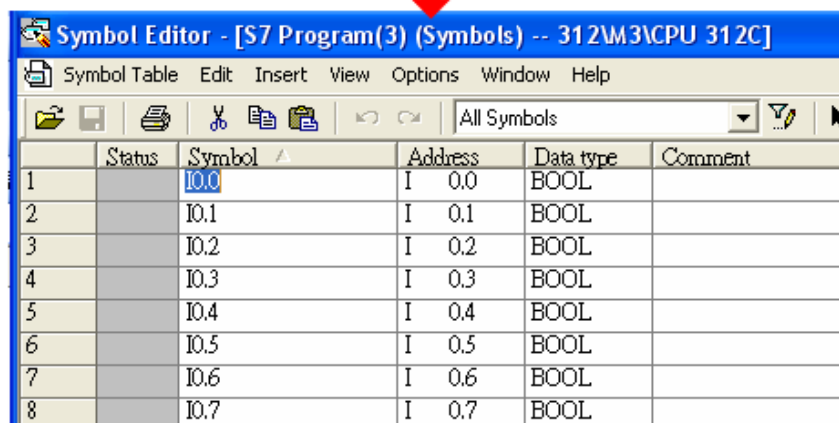 Symbol Editor - [S7 Program(3) (Symbols) -- 312\M3\CPU 312C]
Symbol Table Edit Insert View Options Window Help
All Symbols
Status Symbol Address Data type Comment
1 I0.0 I 0.0 BOOL
2 I0.1 I 0.1 BOOL
3 I0.2 I 0.2 BOOL
4 I0.3 I 0.3 BOOL
5 I0.4 I 0.4 BOOL
6 I0.5 I 0.5 BOOL
7 I0.6 I 0.6 BOOL
8 I0.7 I 0.7 BOOL